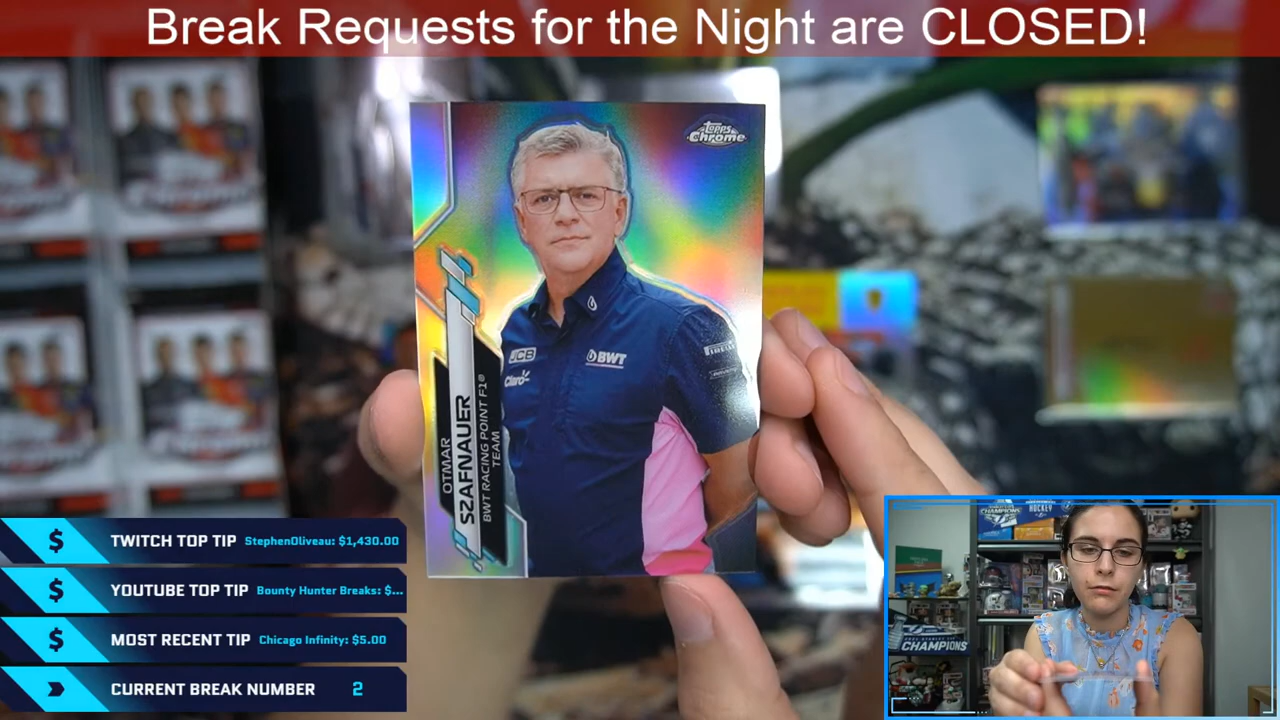 Break Requests for the Night are CLOSED!
Topps
Chrome
JCB
BWT
Claro
PIRELLI
OTMAR
SZAFNAUER
BWT RACING POINT F1®
TEAM
$ TWITCH TOP TIP StephenOliveau: $1,430.00
$ YOUTUBE TOP TIP Bounty Hunter Breaks: $...
$ MOST RECENT TIP Chicago Infinity: $5.00
CURRENT BREAK NUMBER 2
CHAMPIONS
HOCKEY
CHAMPIONS